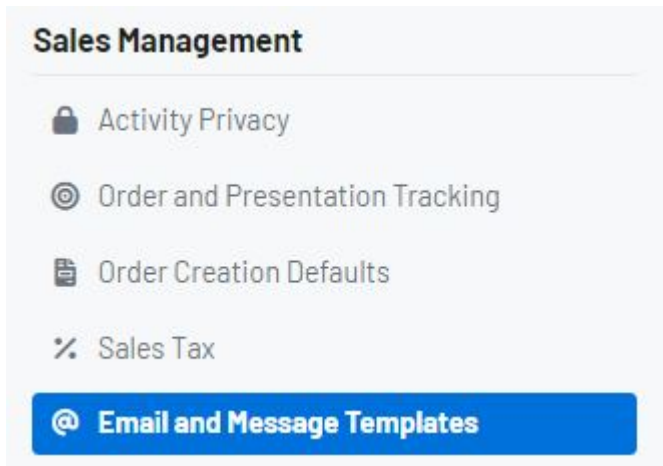 Sales Management
Activity Privacy
Order and Presentation Tracking
Order Creation Defaults
Sales Tax
Email and Message Templates